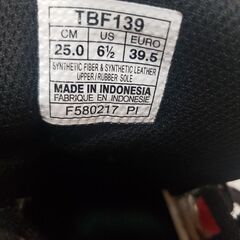 TBF139
CM US EURO
25.0 6½ 39.5
SYNTHETIC FIBER & SYNTHETIC LEATHER
UPPER/RUBBER SOLE
MADE IN INDONESIA
FABRIQUE EN INDONESIE
F580217 PI